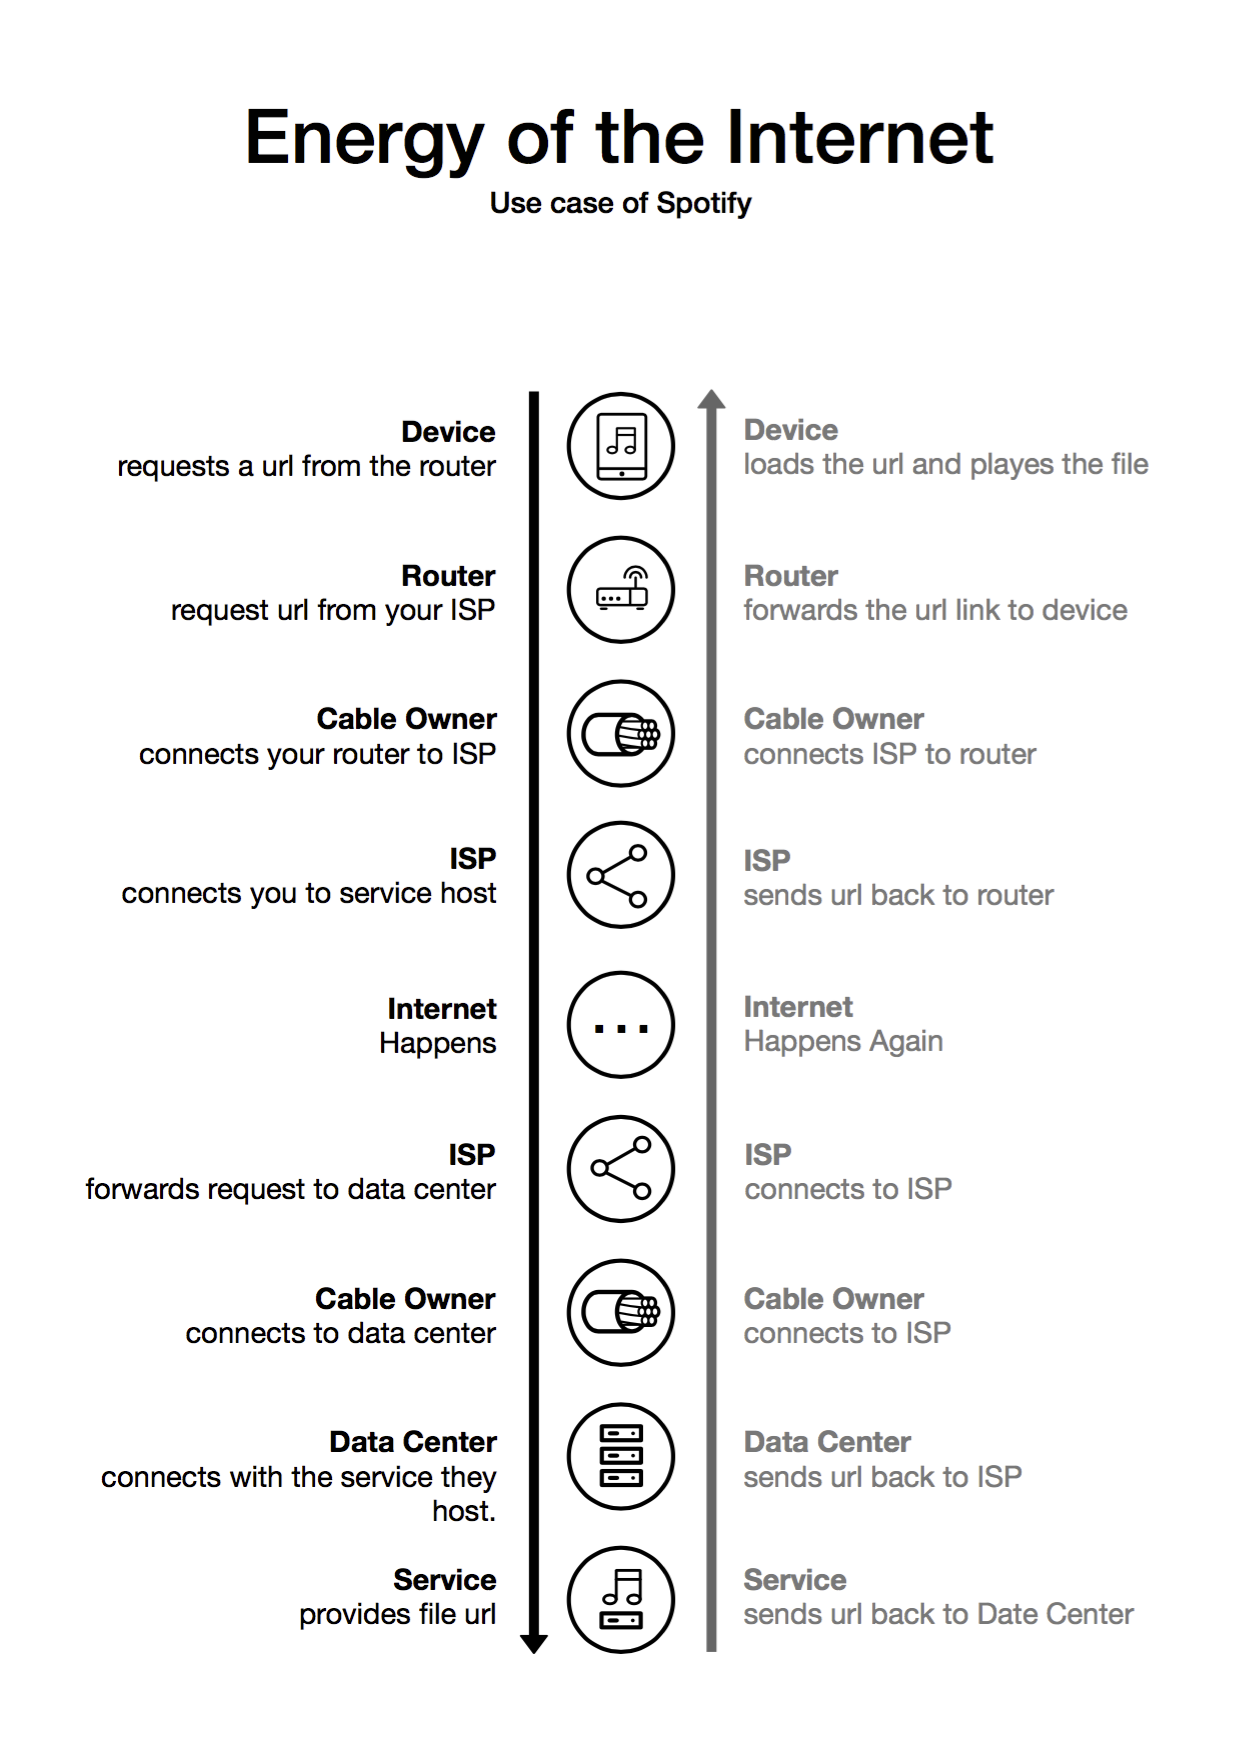 Energy of the Internet
Use case of Spotify
Device
requests a url from the router
Device
loads the url and playes the file
Router
request url from your ISP
Router
forwards the url link to device
Cable Owner
connects your router to ISP
Cable Owner
connects ISP to router
ISP
connects you to service host
ISP
sends url back to router
Internet
Happens
Internet
Happens Again
ISP
forwards request to data center
ISP
connects to ISP
Cable Owner
connects to data center
Cable Owner
connects to ISP
Data Center
connects with the service they
host.
Data Center
sends url back to ISP
Service
provides file url
Service
sends url back to Date Center